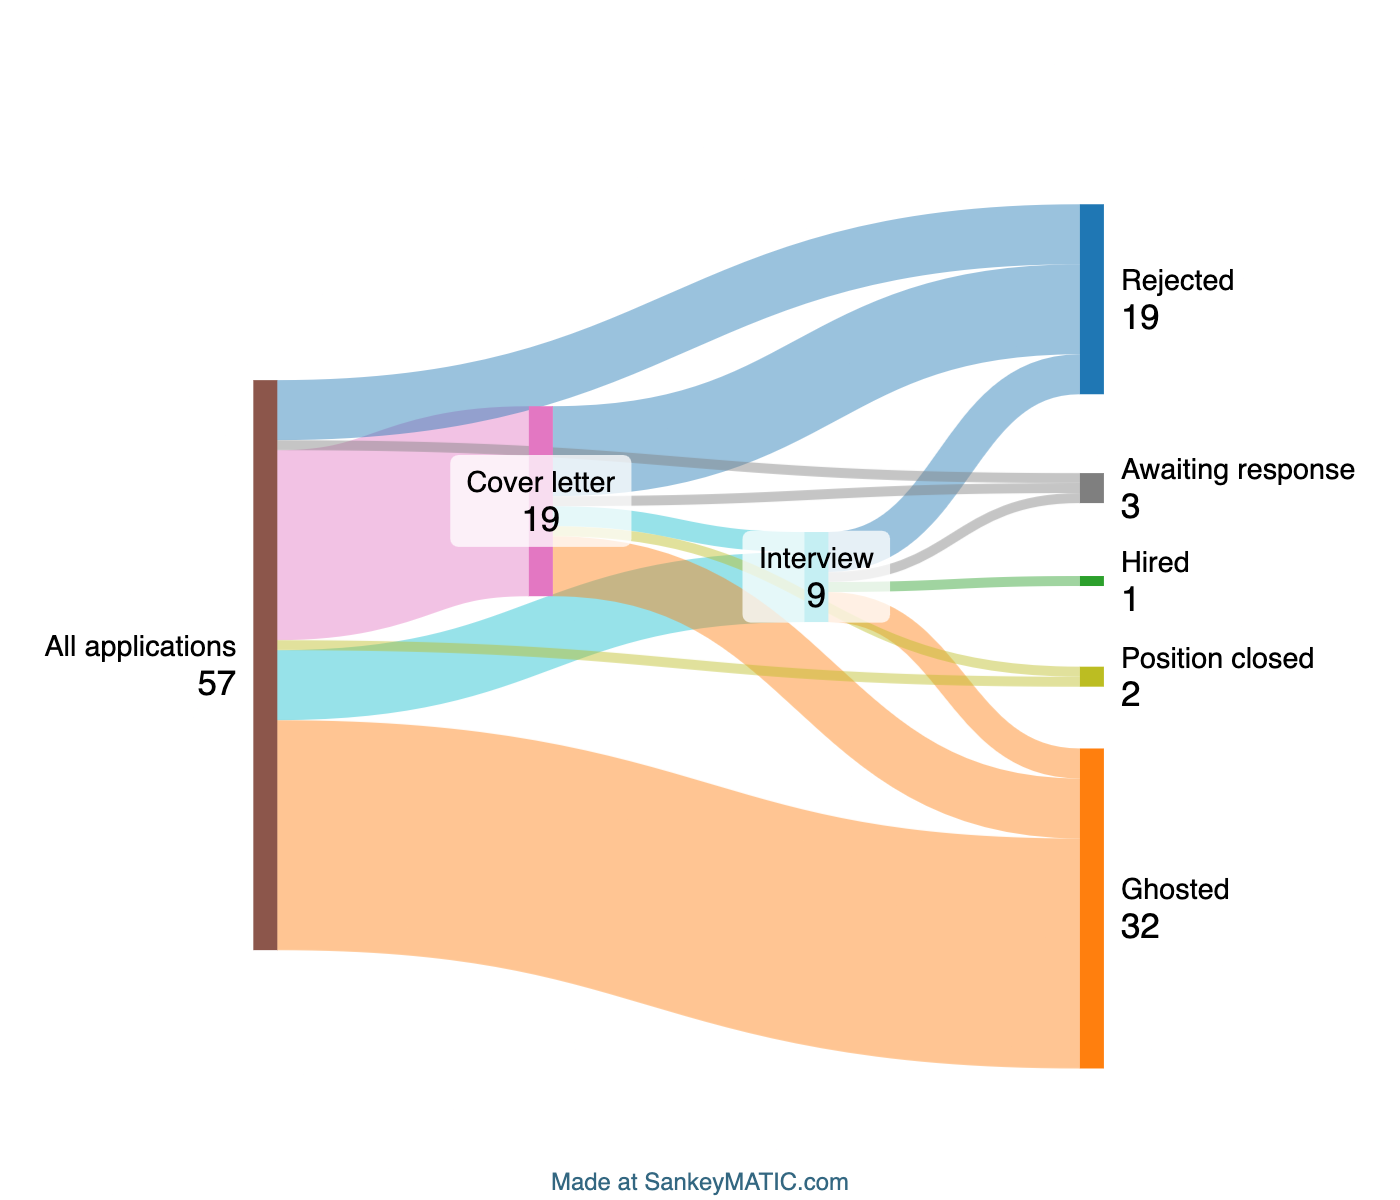 Rejected
19
Awaiting response
3
Cover letter
19
Interview
9
Hired
1
All applications
57
Position closed
2
Ghosted
32
Made at SankeyMATIC.com